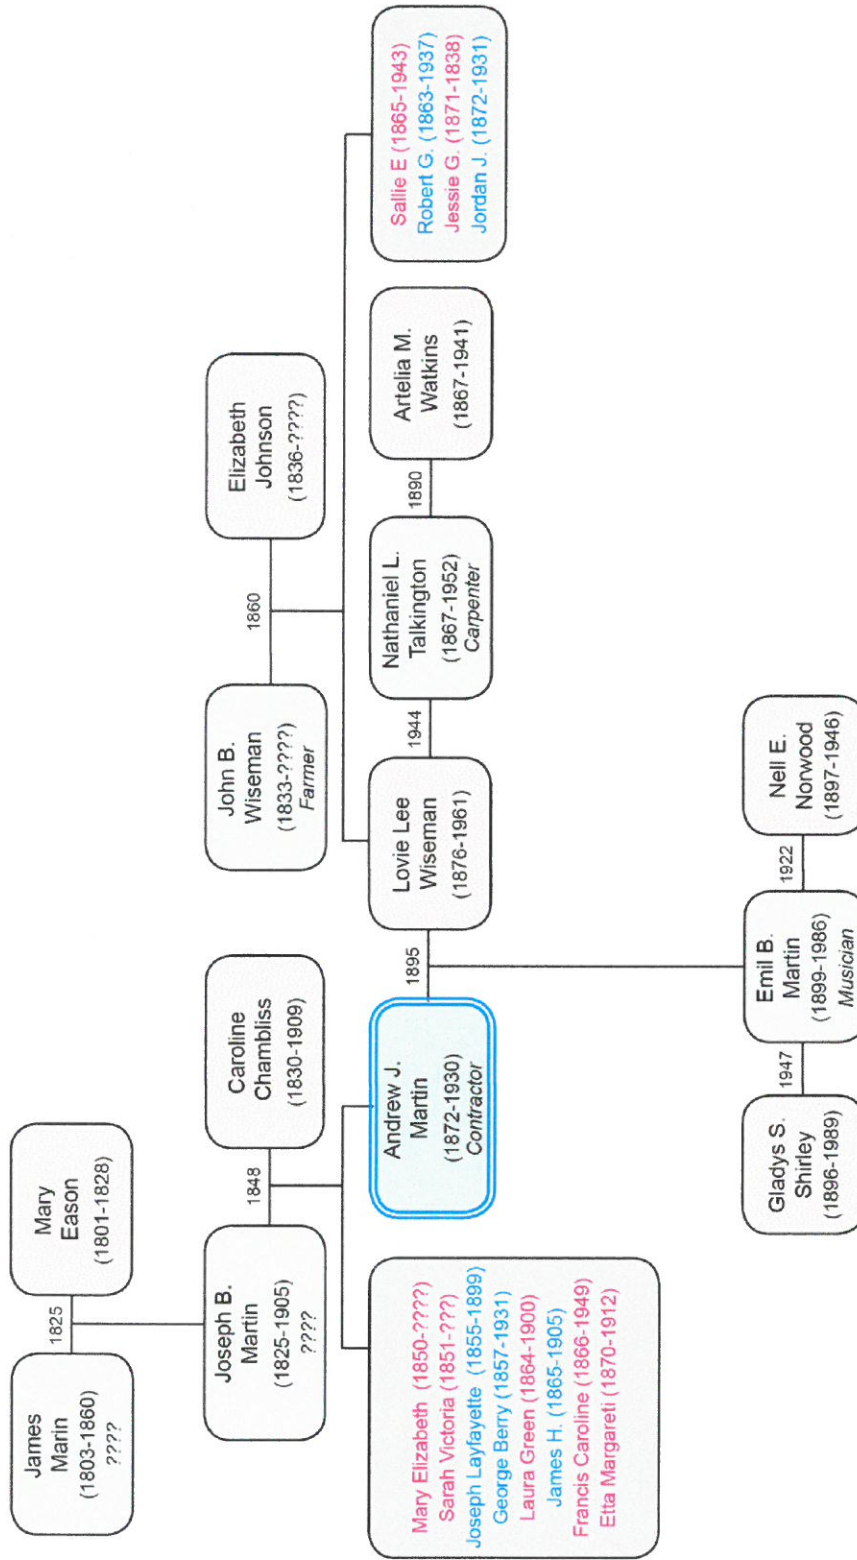 James
Marin
(1803-1860)
????
1825
Mary
Eason
(1801-1828)
Joseph B.
Martin
(1825-1905)
????
1848
Caroline
Chambliss
(1830-1909)
John B.
Wiseman
(1833-????)
Farmer
1860
Elizabeth
Johnson
(1836-????)
Mary Elizabeth (1850-????)
Sarah Victoria (1851-???)
Joseph Layfayette (1855-1899)
George Berry (1857-1931)
Laura Green (1864-1900)
James H. (1865-1905)
Francis Caroline (1866-1949)
Etta Margareti (1870-1912)
Andrew J.
Martin
(1872-1930)
Contractor
1895
Lovie Lee
Wiseman
(1876-1961)
1944
Nathaniel L.
Talkington
(1867-1952)
Carpenter
1890
Artelia M.
Watkins
(1867-1941)
Sallie E (1865-1943)
Robert G. (1863-1937)
Jessie G. (1871-1838)
Jordan J. (1872-1931)
Gladys S.
Shirley
(1896-1989)
1947
Emil B.
Martin
(1899-1986)
Musician
1922
Nell E.
Norwood
(1897-1946)